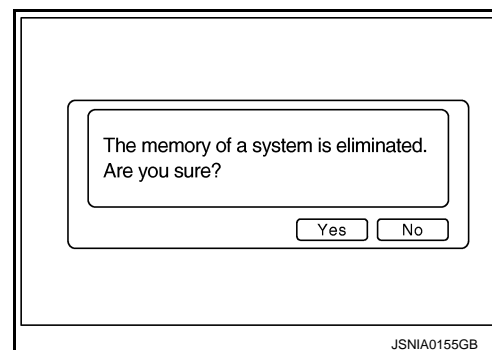 The memory of a system is eliminated.
Are you sure?
Yes No
JSNIA0155GB